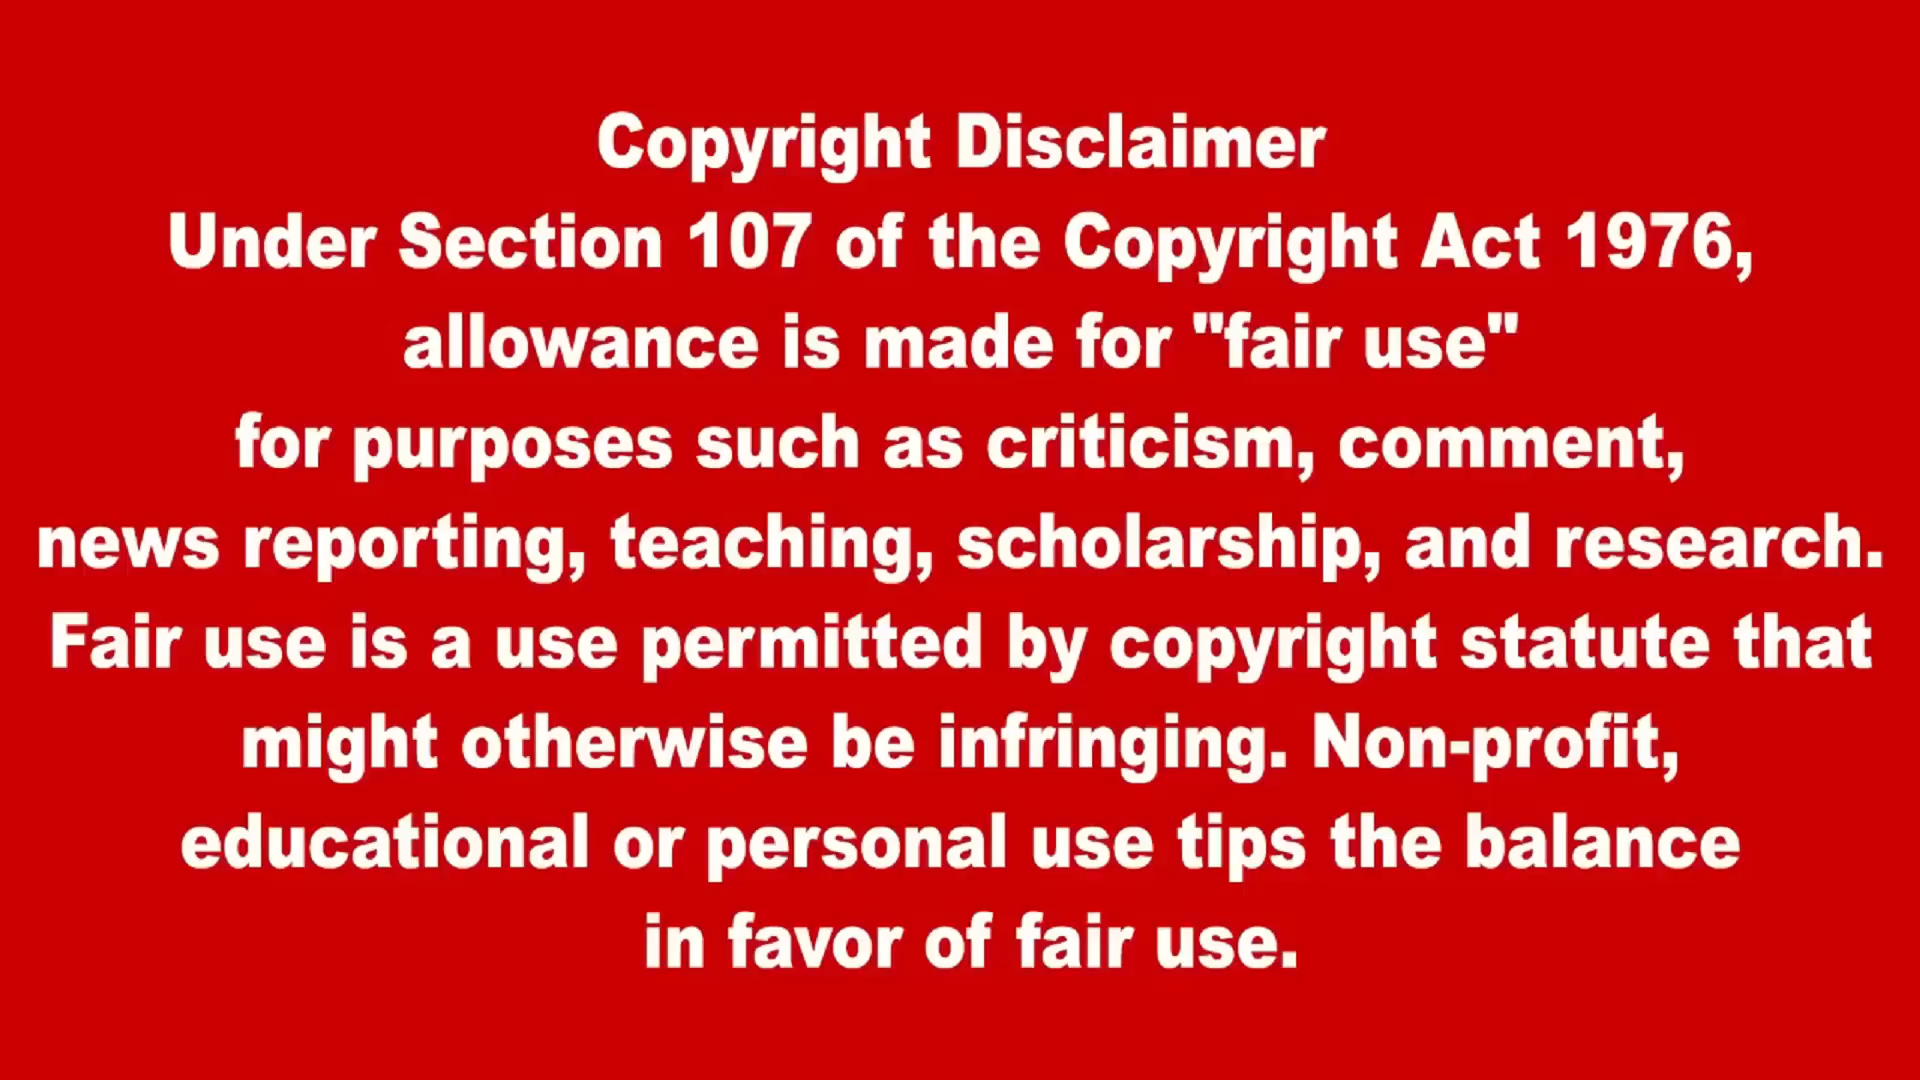 Copyright Disclaimer
Under Section 107 of the Copyright Act 1976,
allowance is made for "fair use"
for purposes such as criticism, comment,
news reporting, teaching, scholarship, and research.
Fair use is a use permitted by copyright statute that
might otherwise be infringing. Non-profit,
educational or personal use tips the balance
in favor of fair use.